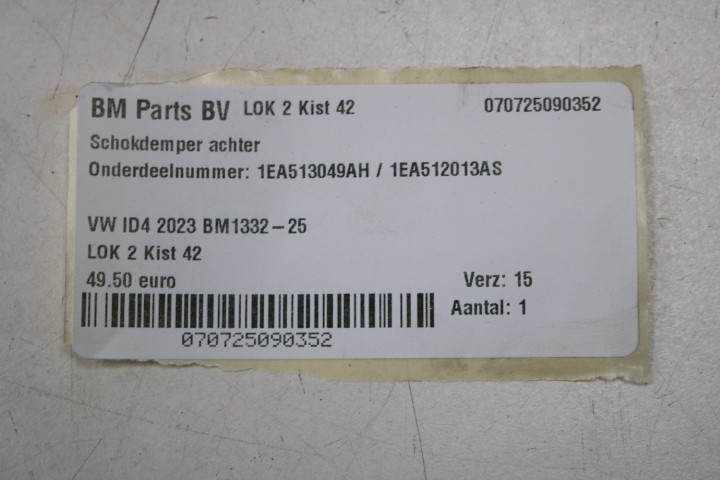 BM Parts BV LOK 2 Kist 42 070725090352
Schokdemper achter
Onderdeelnummer: 1EA513049AH / 1EA512013AS
VW ID4 2023 BM1332-25
LOK 2 Kist 42
49.50 euro Verz: 15
Aantal: 1
070725090352